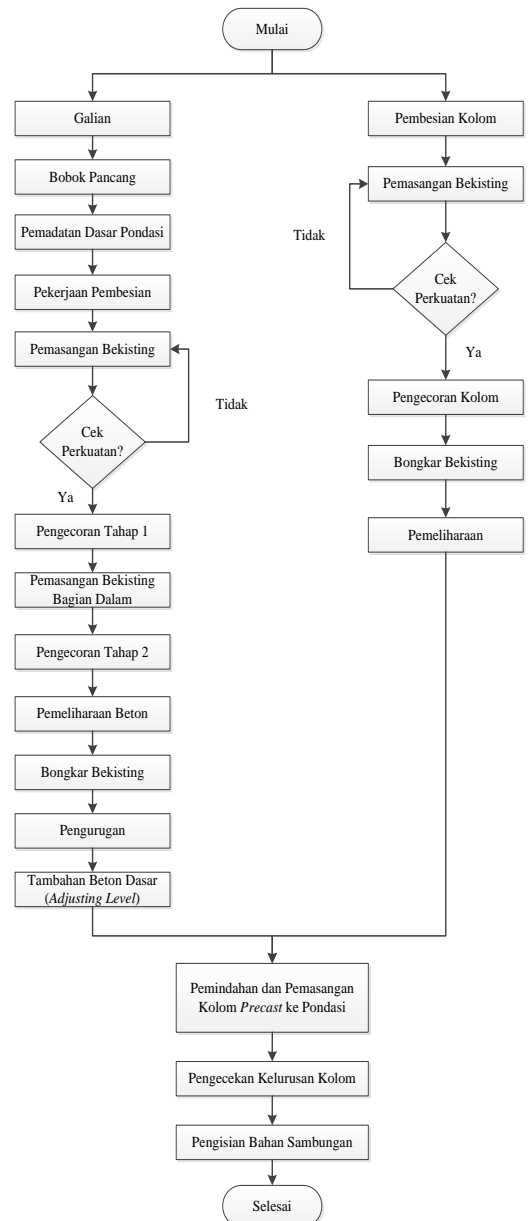 Mulai
Galian
Bobok Pancang
Pemadatan Dasar Pondasi
Pekerjaan Pembesian
Pemasangan Bekisting
Cek
Perkuatan?
Tidak
Ya
Pengecoran Tahap 1
Pemasangan Bekisting
Bagian Dalam
Pengecoran Tahap 2
Pemeliharaan Beton
Bongkar Bekisting
Pengurugan
Tambahan Beton Dasar
(Adjusting Level)
Pembesian Kolom
Pemasangan Bekisting
Tidak
Cek
Perkuatan?
Ya
Pengecoran Kolom
Bongkar Bekisting
Pemeliharaan
Pemindahan dan Pemasangan
Kolom Precast ke Pondasi
Pengecekan Kelurusan Kolom
Pengisian Bahan Sambungan
Selesai